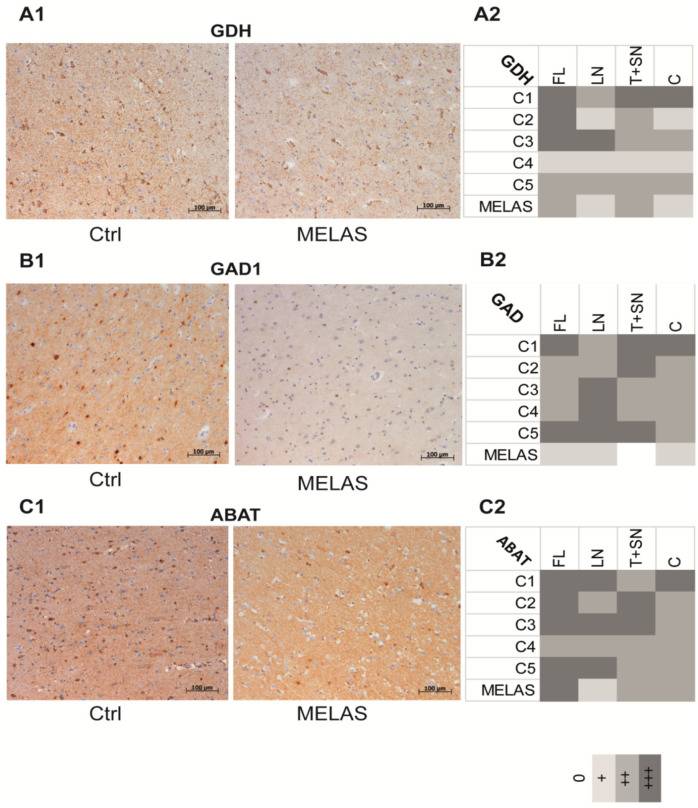 A1
GDH
A2
100 µm
100 µm
Ctrl
MELAS
GDH
FL
LN
T+SN
C
C1
C2
C3
C4
C5
MELAS
B1
GAD1
B2
100 µm
100 µm
Ctrl
MELAS
GAD
FL
LN
T+SN
C
C1
C2
C3
C4
C5
MELAS
C1
ABAT
C2
100 µm
100 µm
Ctrl
MELAS
ABAT
FL
LN
T+SN
C
C1
C2
C3
C4
C5
MELAS
0
+
++
+++